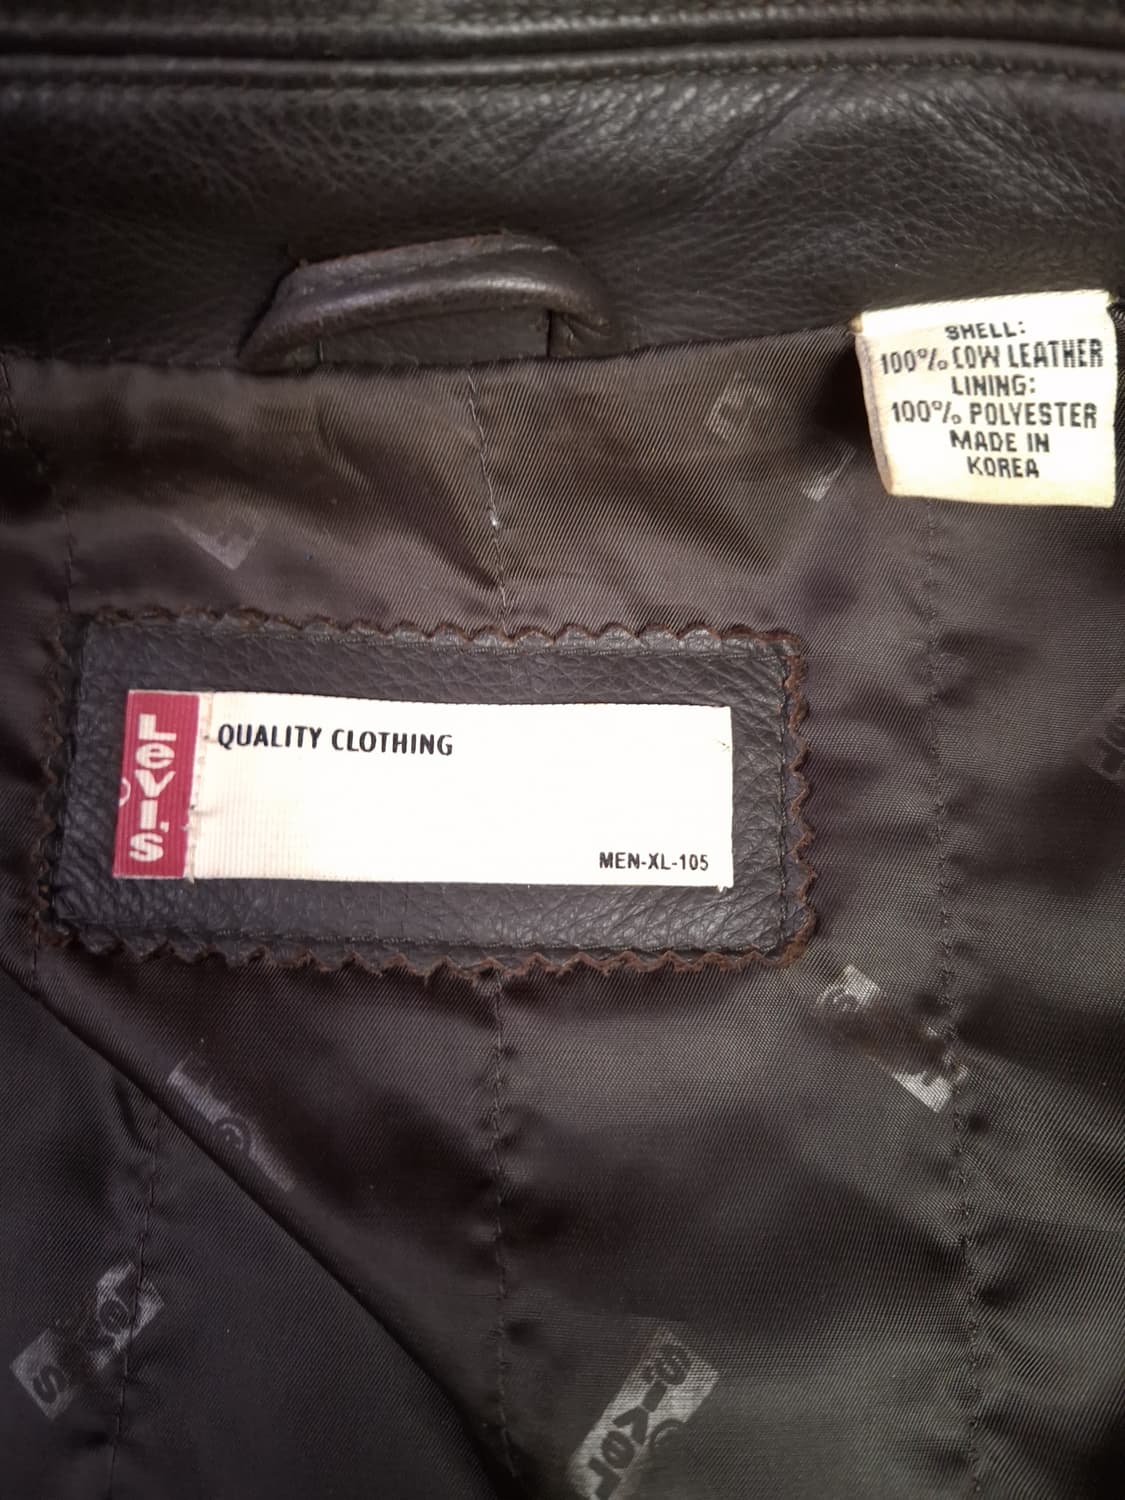 SHELL:
100% COW LEATHER
LINING:
100% POLYESTER
MADE IN
KOREA
LeVI.S
QUALITY CLOTHING
MEN-XL-105